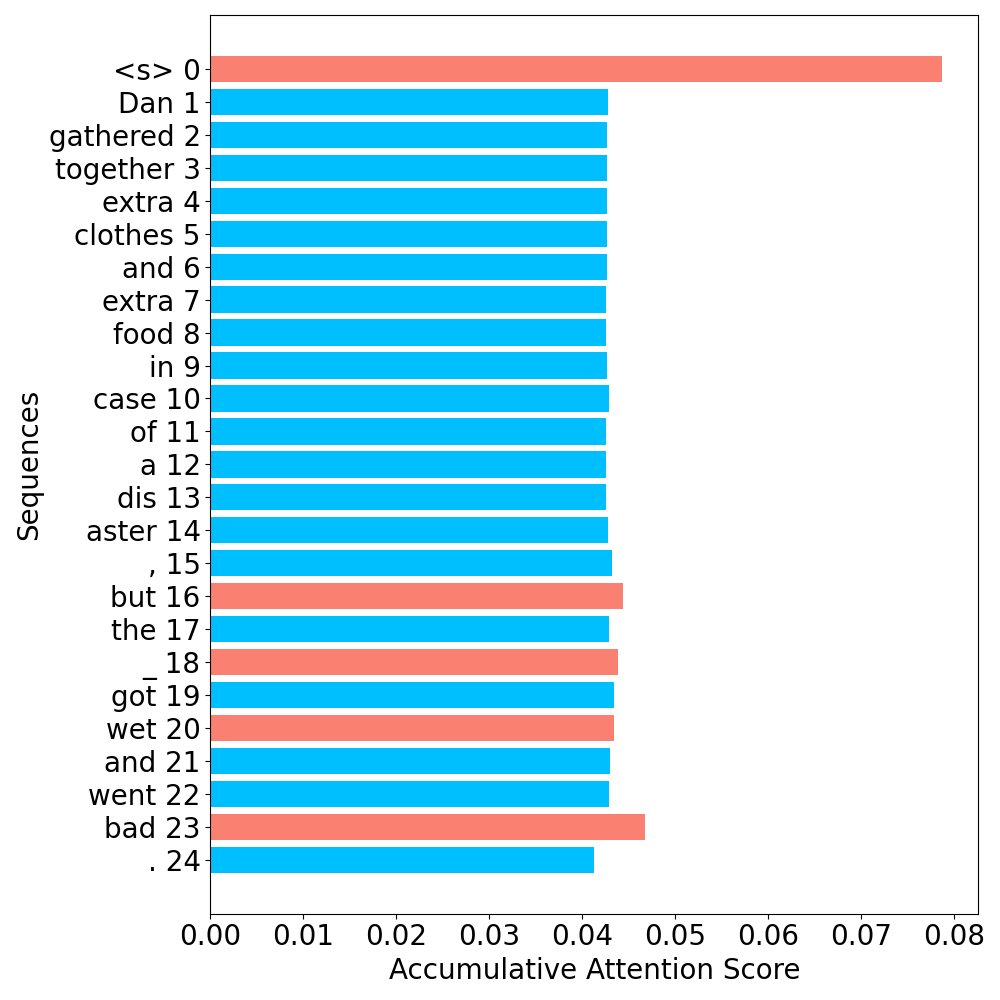 <s> 0
Dan 1
gathered 2
together 3
extra 4
clothes 5
and 6
extra 7
food 8
in 9
case 10
of 11
a 12
dis 13
aster 14
, 15
but 16
the 17
_ 18
got 19
wet 20
and 21
went 22
bad 23
. 24
Sequences
0.00 0.01 0.02 0.03 0.04 0.05 0.06 0.07 0.08
Accumulative Attention Score